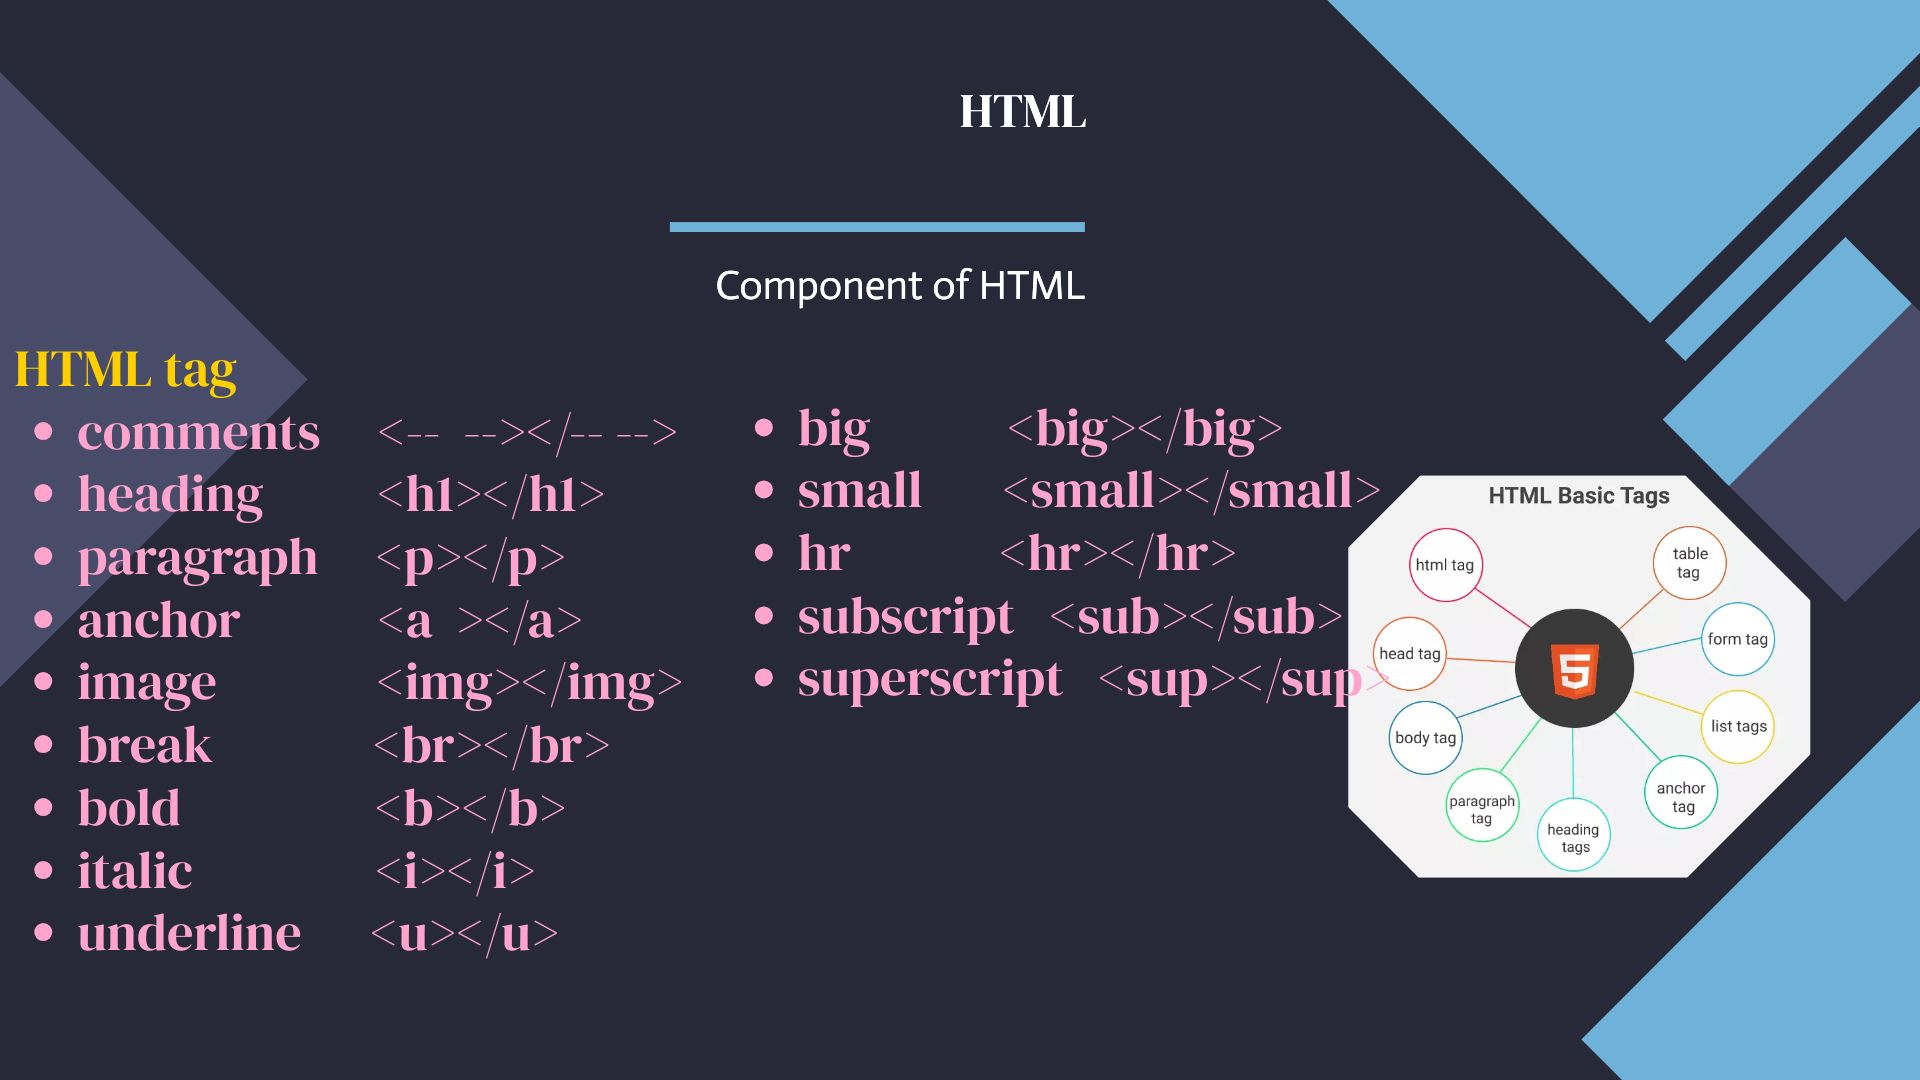 HTML
Component of HTML
HTML tag
• comments <-- --></-- -->
• heading <h1></h1>
• paragraph <p></p>
• anchor <a ></a>
• image <img></img>
• break <br></br>
• bold <b></b>
• italic <i></i>
• underline <u></u>
• big <big></big>
• small <small></small>
• hr <hr></hr>
• subscript <sub></sub>
• superscript <sup></sup>
HTML Basic Tags
html tag
table
tag
head tag
form tag
body tag
list tags
paragraph
tag
heading
tags
anchor
tag
5